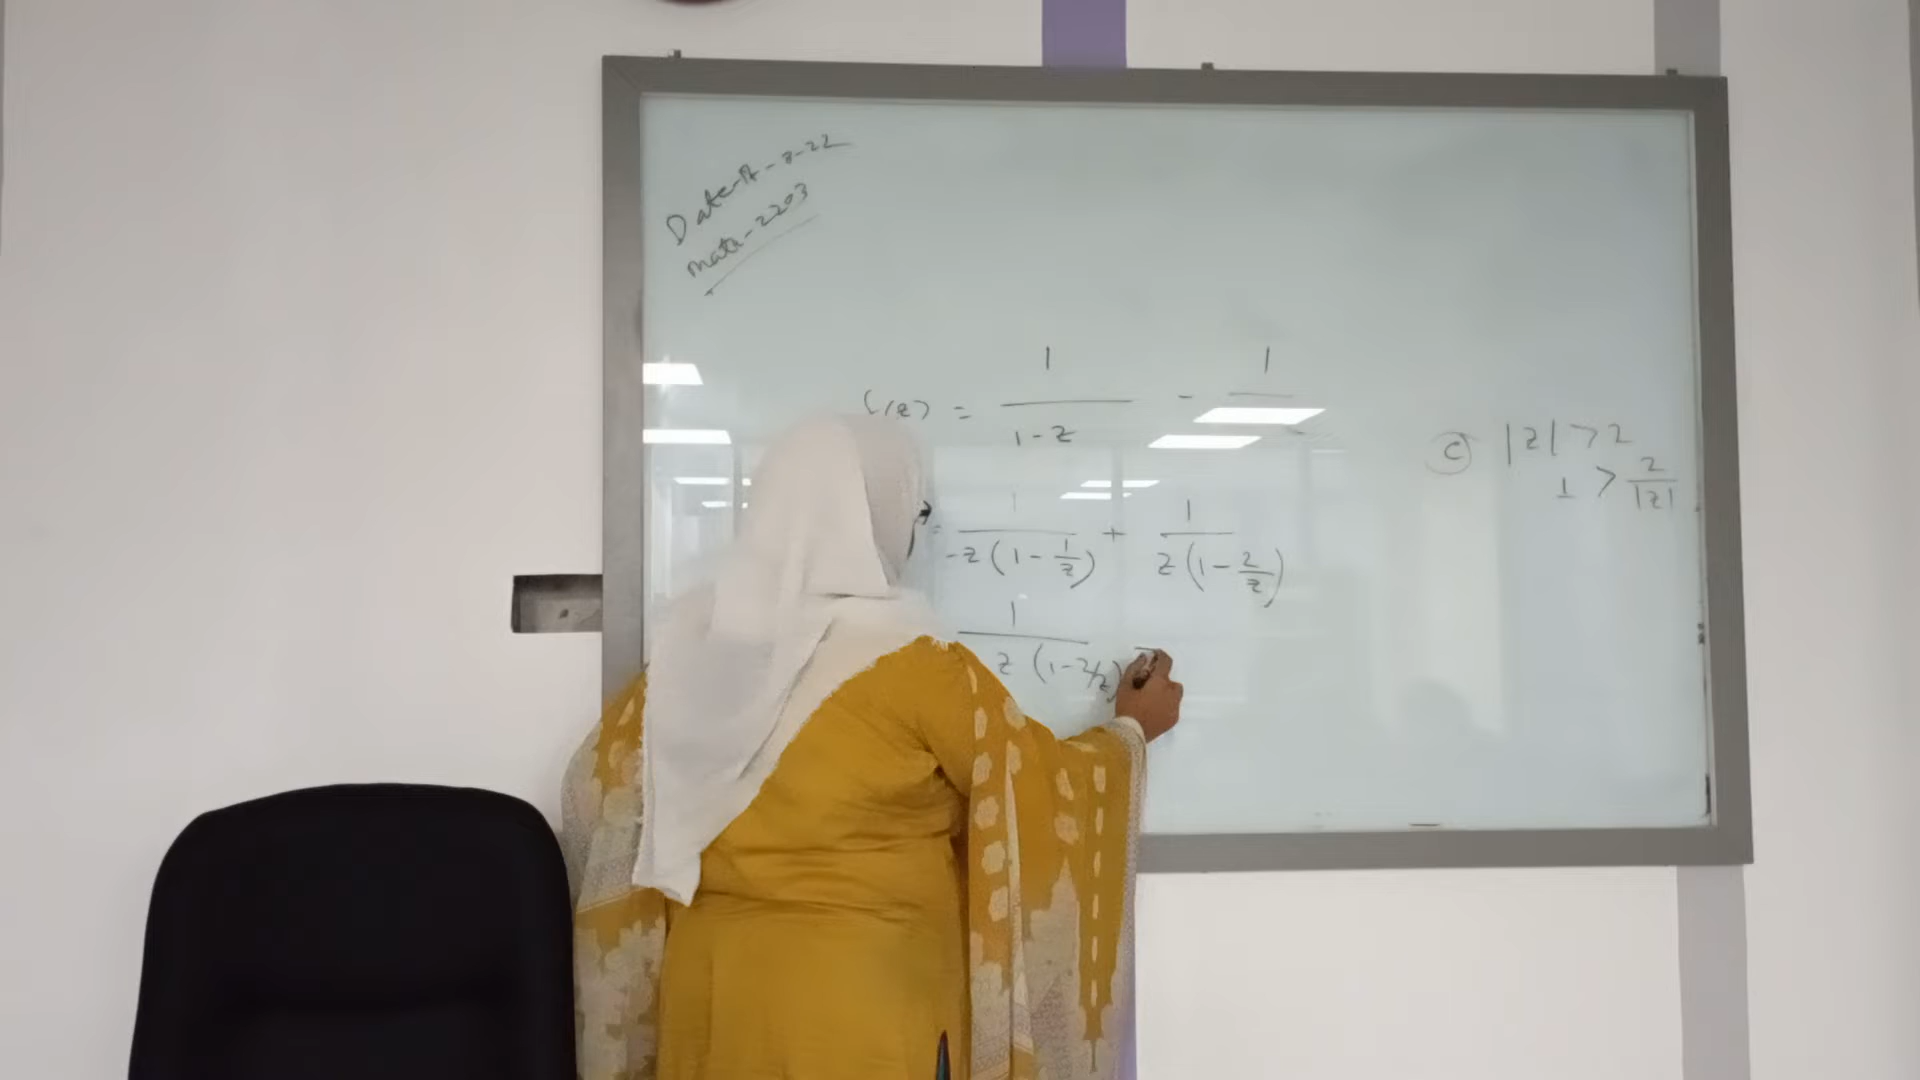 Date-17-8-22
math-2203
f(z) = 1/(1-z) - 1/
= 1/(-z(1-1/z)) + 1/(z(1-2/z))
1/(z(1-2/z))
(c) |z| > 2
1 > 2/|z|